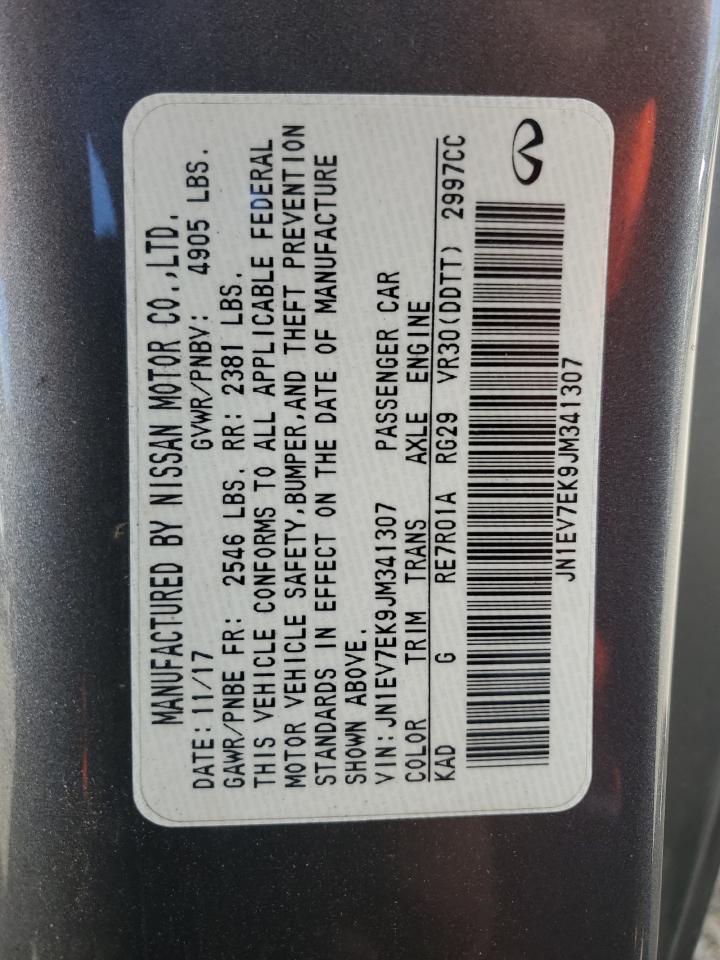 MANUFACTURED BY NISSAN MOTOR CO.,LTD.
DATE: 11/17 GVWR/PNBV: 4905 LBS.
GAWR/PNBE FR: 2546 LBS. RR: 2381 LBS.
THIS VEHICLE CONFORMS TO ALL APPLICABLE FEDERAL
MOTOR VEHICLE SAFETY,BUMPER,AND THEFT PREVENTION
STANDARDS IN EFFECT ON THE DATE OF MANUFACTURE
SHOWN ABOVE.
VIN:JN1EV7EK9JM341307 PASSENGER CAR
COLOR TRIM TRANS AXLE ENGINE
KAD G RE7R01A RG29 VR30(DDTT) 2997CC
JN1EV7EK9JM341307